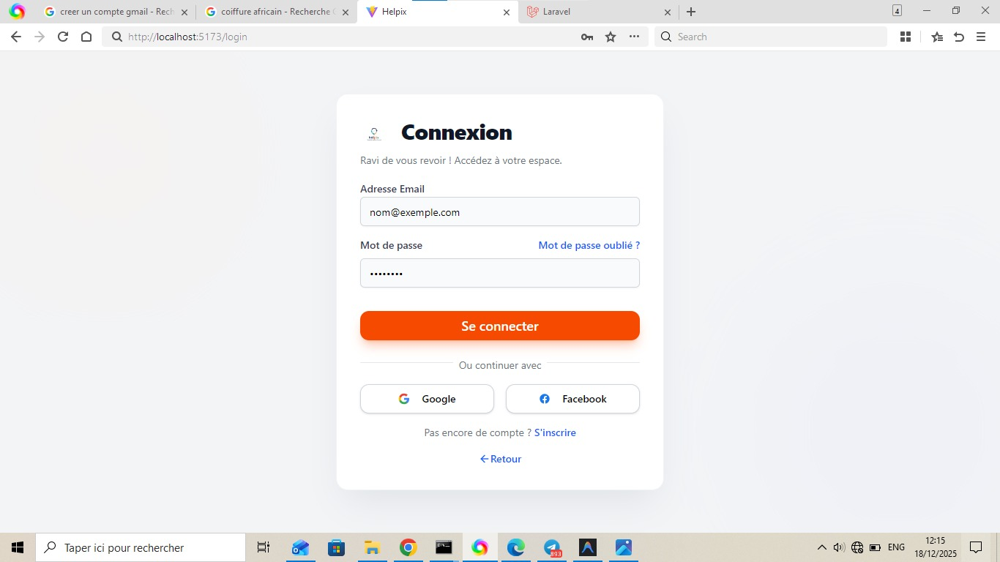 creer un compte gmail - Rech
coiffure africain - Recherche G
Helpix
Laravel
4
http://localhost:5173/login
Search
Connexion
Ravi de vous revoir ! Accédez à votre espace.
Adresse Email
nom@exemple.com
Mot de passe Mot de passe oublié ?
••••••••
Se connecter
Ou continuer avec
Google
Facebook
Pas encore de compte ? S'inscrire
←Retour
Taper ici pour rechercher
893
ENG
12:15
18/12/2025